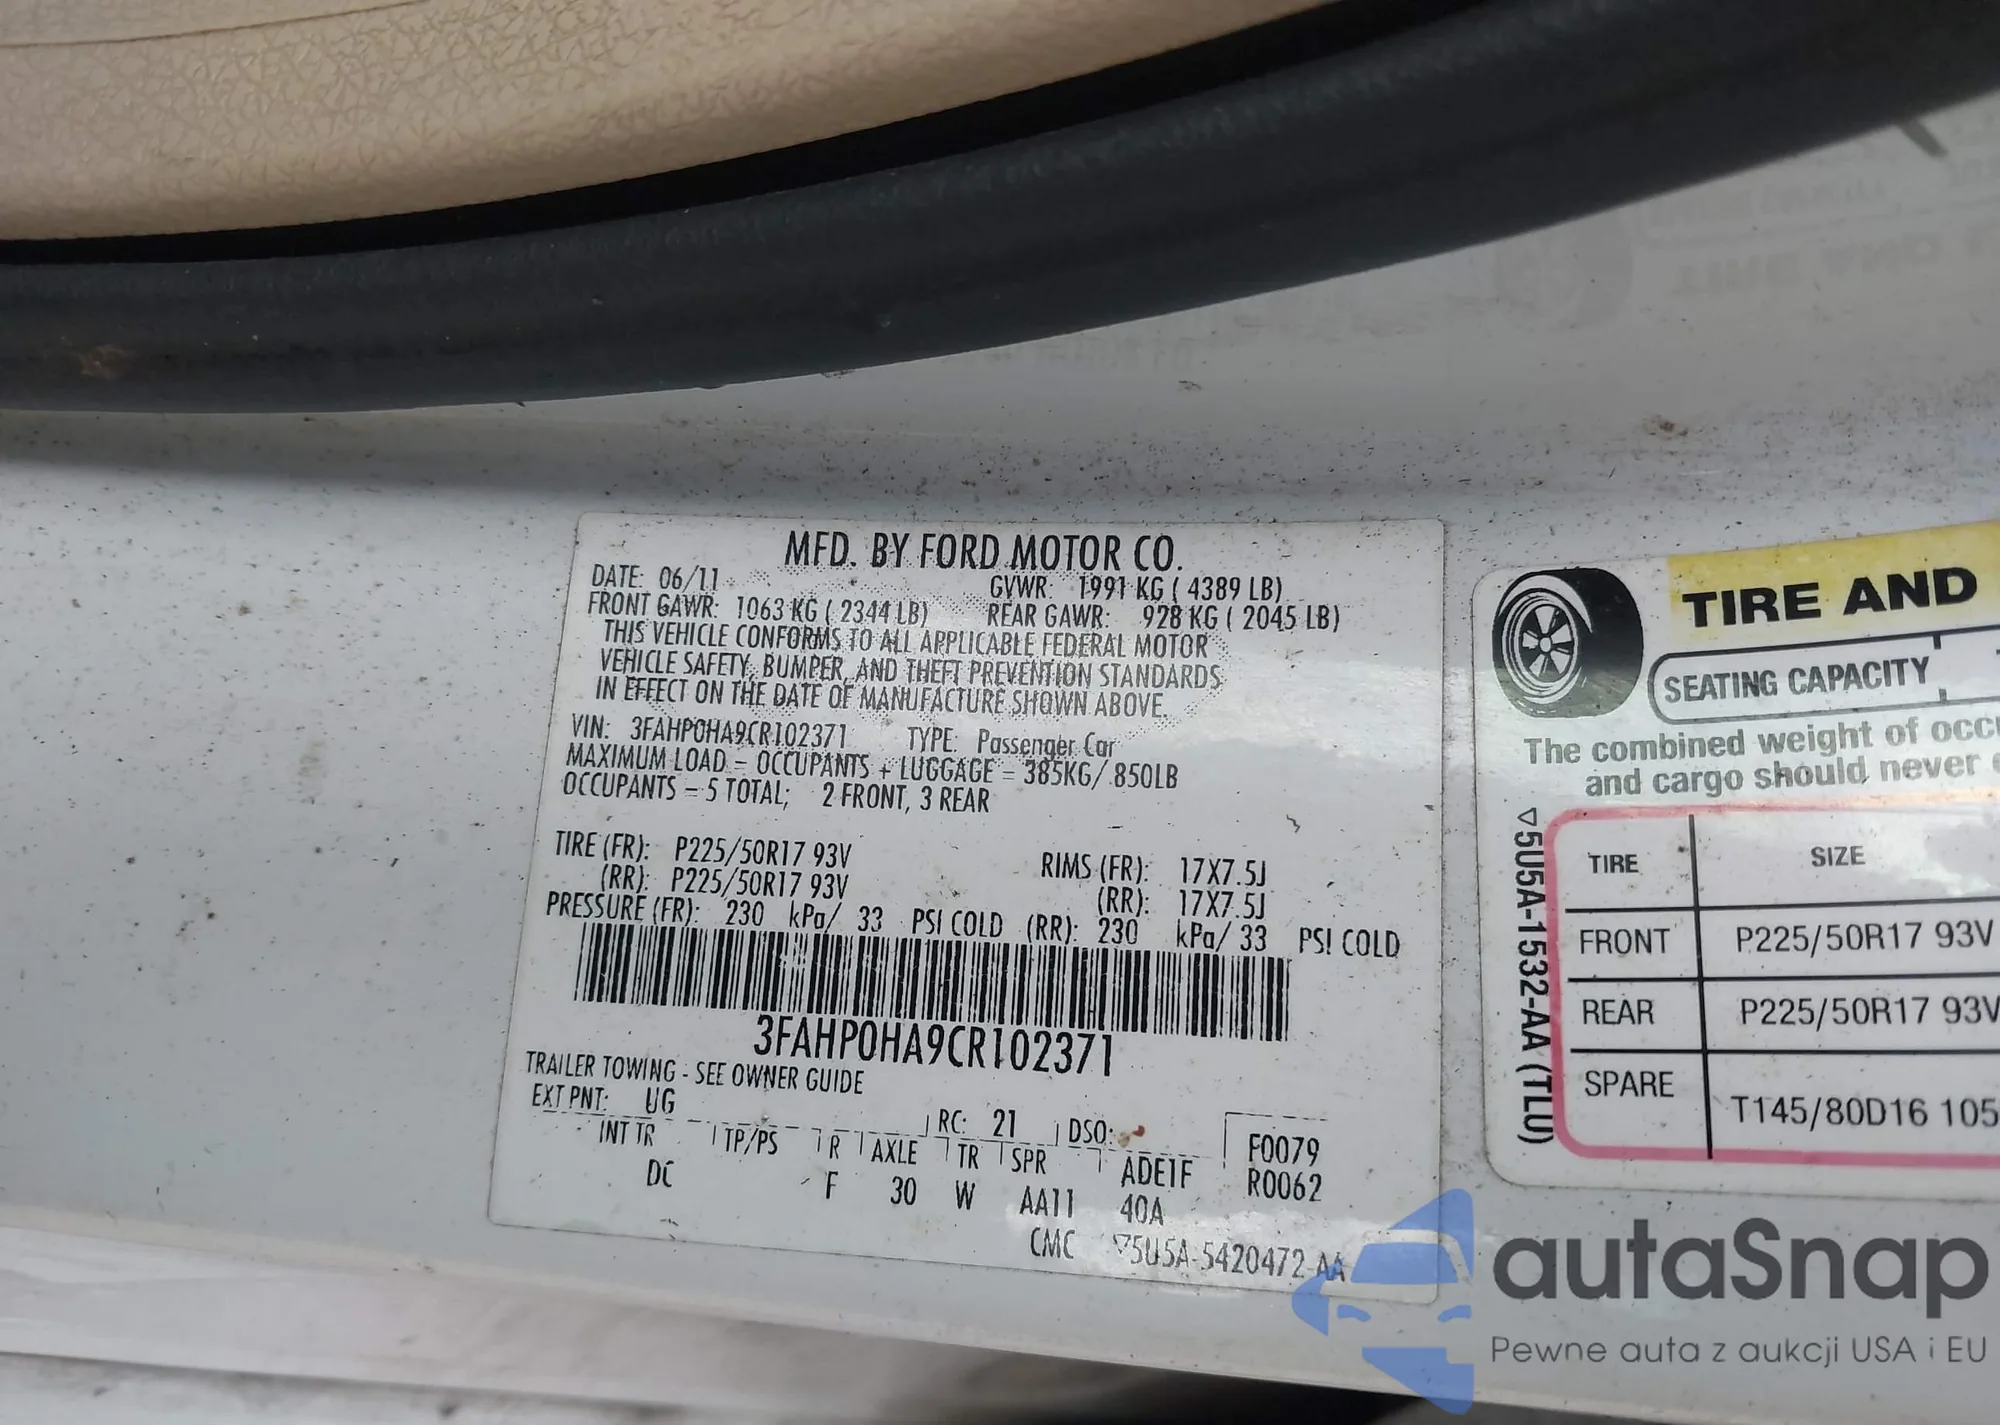 MFD. BY FORD MOTOR CO.
DATE: 06/11 GVWR: 1991 KG ( 4389 LB)
FRONT GAWR: 1063 KG ( 2344 LB) REAR GAWR: 928 KG ( 2045 LB)
THIS VEHICLE CONFORMS TO ALL APPLICABLE FEDERAL MOTOR
VEHICLE SAFETY, BUMPER, AND THEFT PREVENTION STANDARDS
IN EFFECT ON THE DATE OF MANUFACTURE SHOWN ABOVE.
VIN: 3FAHP0HA9CR102371 TYPE: Passenger Car
MAXIMUM LOAD = OCCUPANTS + LUGGAGE = 385KG/ 850LB
OCCUPANTS = 5 TOTAL; 2 FRONT, 3 REAR
TIRE (FR): P225/50R17 93V RIMS (FR): 17X7.5J
(RR): P225/50R17 93V (RR): 17X7.5J
PRESSURE (FR): 230 kPa/ 33 PSI COLD (RR): 230 kPa/ 33 PSI COLD
3FAHP0HA9CR102371
TRAILER TOWING - SEE OWNER GUIDE
EXT PNT: UG RC: 21 DSO: F0079
INT TR TP/PS R AXLE TR SPR ADE1F R0062
DC F 30 W AA11 40A
CMC ▽5U5A-5420472-AA
TIRE AND
SEATING CAPACITY
The combined weight of occu
and cargo should never
▽5U5A-1532-AA (TLU)
TIRE SIZE
FRONT P225/50R17 93V
REAR P225/50R17 93V
SPARE T145/80D16 105
autaSnap
Pewne auta z aukcji USA i EU